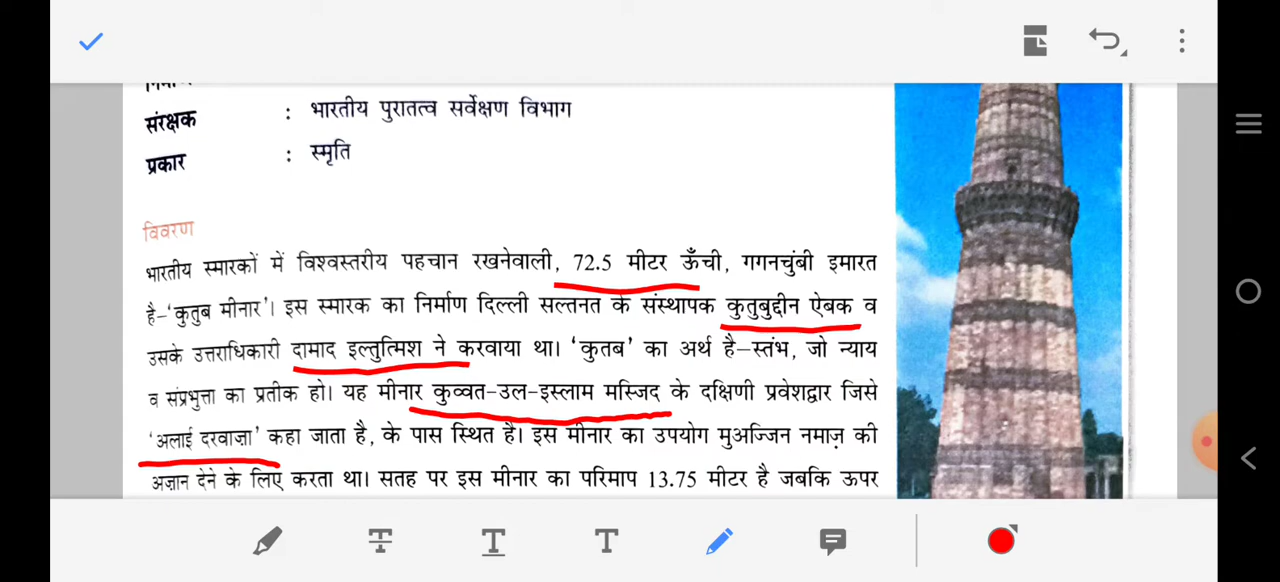 संरक्षक : भारतीय पुरातत्व सर्वेक्षण विभाग
प्रकार : स्मृति
विवरण
भारतीय स्मारकों में विश्वस्तरीय पहचान रखनेवाली, 72.5 मीटर ऊँची, गगनचुंबी इमारत
है–‘कुतुब मीनार’। इस स्मारक का निर्माण दिल्ली सल्तनत के संस्थापक कुतुबुद्दीन ऐबक व
उसके उत्तराधिकारी दामाद इल्तुत्मिश ने करवाया था। ‘कुतब’ का अर्थ है–स्तंभ, जो न्याय
व संप्रभुत्ता का प्रतीक हो। यह मीनार कुव्वत-उल-इस्लाम मस्जिद के दक्षिणी प्रवेशद्वार जिसे
‘अलाई दरवाज़ा’ कहा जाता है, के पास स्थित है। इस मीनार का उपयोग मुअज्जिन नमाज़ की
अज़ान देने के लिए करता था। सतह पर इस मीनार का परिमाप 13.75 मीटर है जबकि ऊपर
T T T